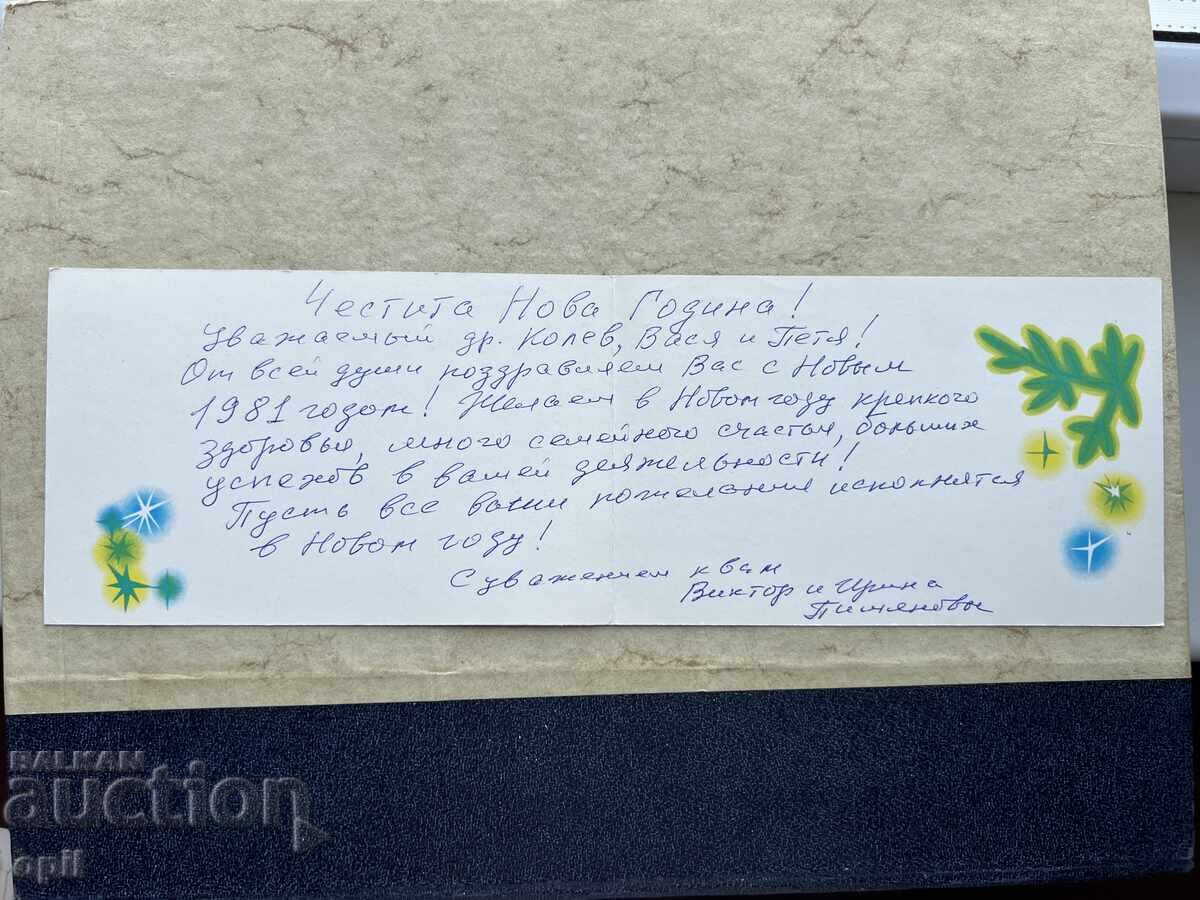 Честита Нова Година!
Уважаемый др. Колев, Вася и Петя!
От всей души поздравляем Вас с Новым
1981 годом! Желаем в Новом году крепкого
здоровья, много семейного счастья, больших
успехов в вашей деятельности!
Пусть все ваши пожелания исполнятся
в Новом году!
С уважением к вам
Виктор и Ирина
BALKAN
auction
opll